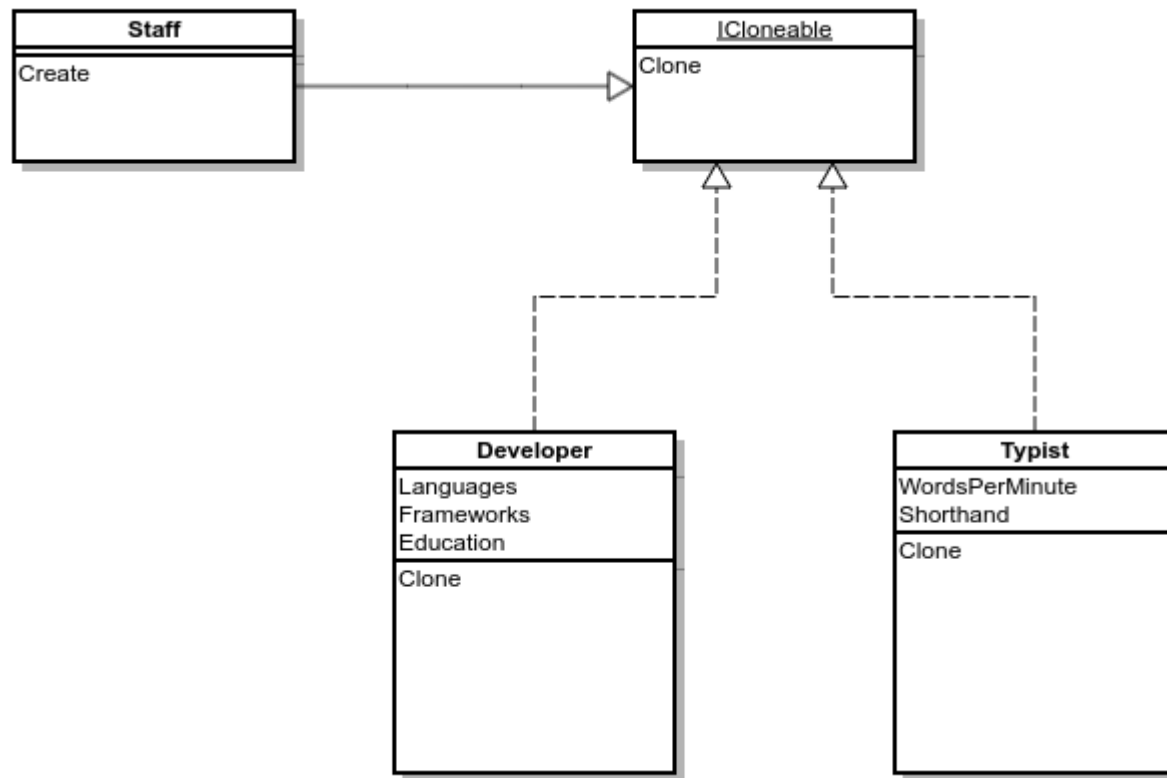 Staff
Create
ICloneable
Clone
Developer
Languages
Frameworks
Education
Clone
Typist
WordsPerMinute
Shorthand
Clone